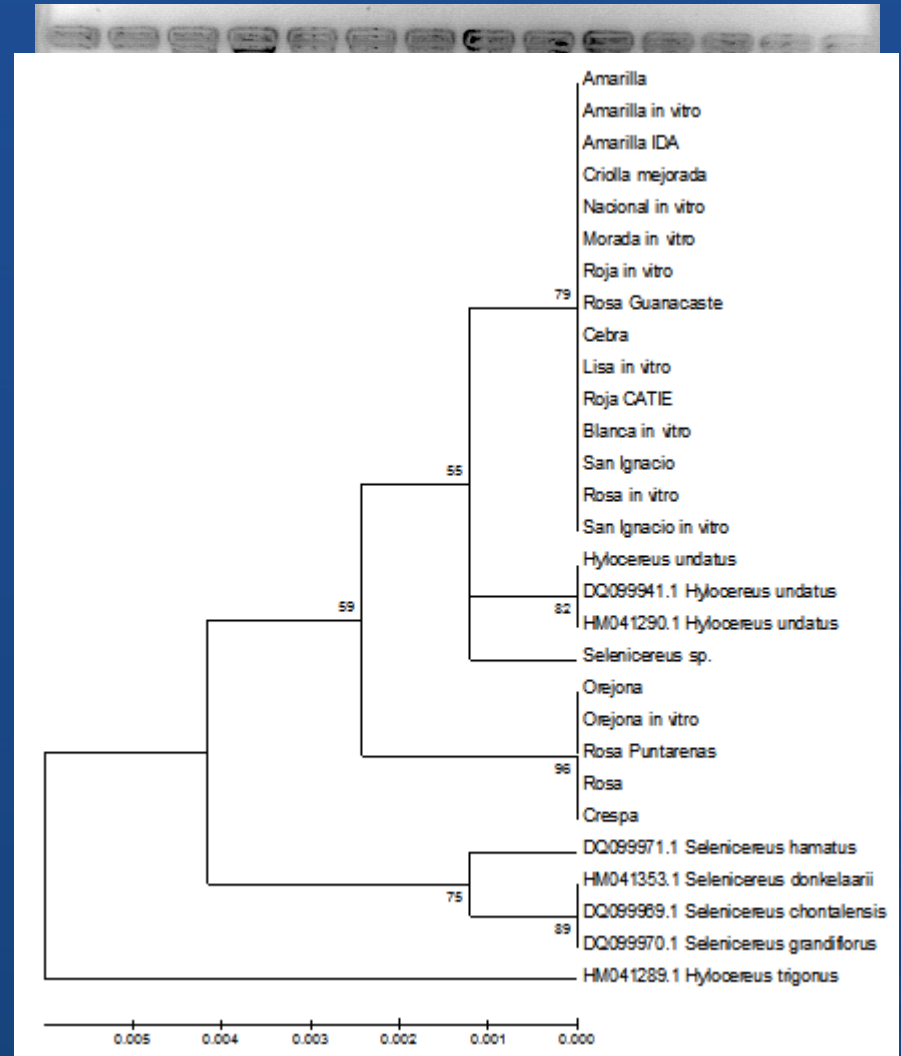 Amarilla
Amarilla in vitro
Amarilla IDA
Criolla mejorada
Nacional in vitro
Morada in vitro
Roja in vitro
79
Rosa Guanacaste
Cebra
Lisa in vitro
Roja CATIE
Blanca in vitro
55
San Ignacio
Rosa in vitro
San Ignacio in vitro
Hylocereus undatus
DQ099941.1 Hylocereus undatus
82
59
HM041290.1 Hylocereus undatus
Selenicereus sp.
Orejona
Orejona in vitro
Rosa Puntarenas
96
Rosa
Crespa
DQ099971.1 Selenicereus hamatus
HM041353.1 Selenicereus donkelaarii
75
DQ099969.1 Selenicereus chontalensis
89
DQ099970.1 Selenicereus grandiflorus
HM041289.1 Hylocereus trigonus
0.005 0.004 0.003 0.002 0.001 0.000